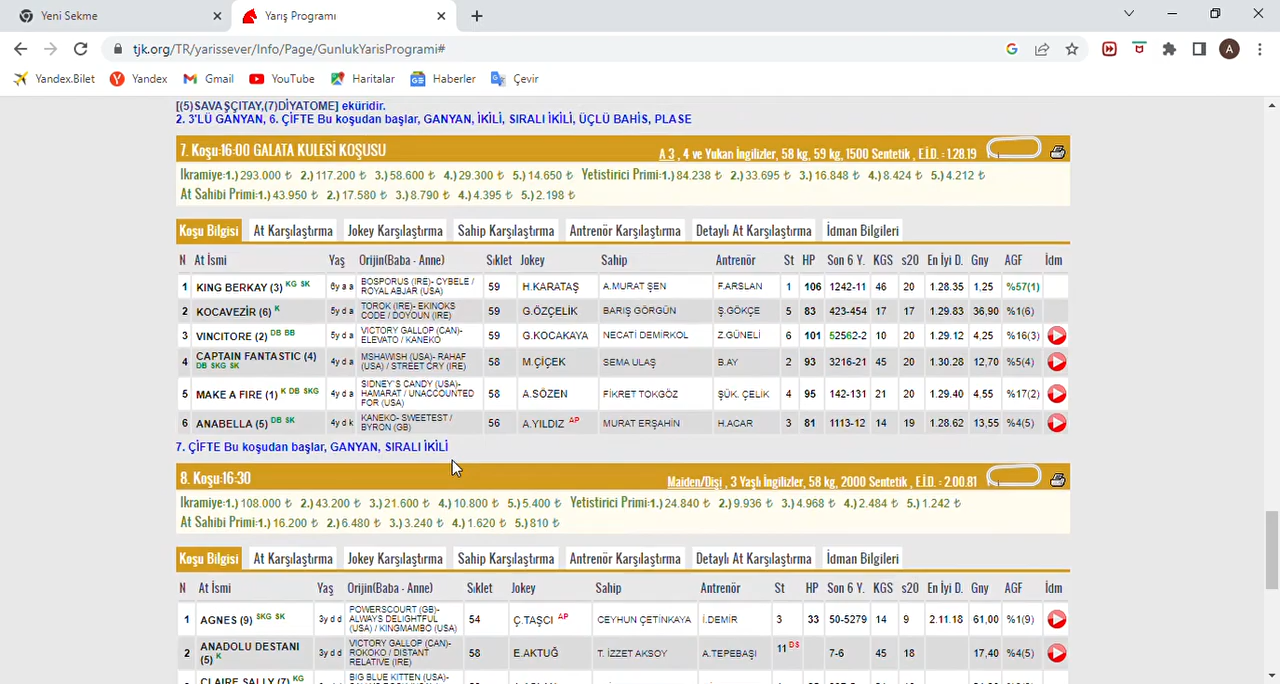 Yeni Sekme
Yarış Programı
tjk.org/TR/yarissever/Info/Page/GunlukYarisProgrami#
Yandex.Bilet Yandex Gmail YouTube Haritalar Haberler Çevir
[(5)SAVAŞÇITAY,(7)DİYATOME] eküridir.
2. 3'LÜ GANYAN, 6. ÇİFTE Bu koşudan başlar, GANYAN, İKİLİ, SIRALI İKİLİ, ÜÇLÜ BAHİS, PLASE
7. Koşu:16:00 GALATA KULESİ KOŞUSU A 3 , 4 ve Yukarı İngilizler, 58 kg, 59 kg, 1500 Sentetik , E.İ.D. : 1.28.19
İkramiye:1.) 293.000 ₺ 2.) 117.200 ₺ 3.) 58.600 ₺ 4.) 29.300 ₺ 5.) 14.650 ₺ Yetistirici Primi:1.) 84.238 ₺ 2.) 33.695 ₺ 3.) 16.848 ₺ 4.) 8.424 ₺ 5.) 4.212 ₺
At Sahibi Primi:1.) 43.950 ₺ 2.) 17.580 ₺ 3.) 8.790 ₺ 4.) 4.395 ₺ 5.) 2.198 ₺
Koşu Bilgisi At Karşılaştırma Jokey Karşılaştırma Sahip Karşılaştırma Antrenör Karşılaştırma Detaylı At Karşılaştırma İdman Bilgileri
N At İsmi Yaş Orijin(Baba - Anne) Sıklet Jokey Sahip Antrenör St HP Son 6 Y. KGS s20 En İyi D. Gny AGF İdm
1 KING BERKAY (3) KG SK 6y a a BOSPORUS (IRE)- CYBELE / ROYAL ABJAR (USA) 59 H.KARATAŞ A.MURAT ŞEN F.ARSLAN 1 106 1242-11 46 20 1.28.35 1,25 %57(1)
2 KOCAVEZİR (6) K 5y d a TOROK (IRE)- EKINOKS CODE / DOYOUN (IRE) 59 G.ÖZÇELİK BARIŞ GÖRGÜN Ş.GÖKÇE 5 83 423-454 17 17 1.29.83 36,90 %1(6)
3 VINCITORE (2) DB BB 5y d a VICTORY GALLOP (CAN)- ELEVATO / KANEKO 59 G.KOCAKAYA NECATİ DEMİRKOL Z.GÜNELİ 6 101 52562-2 10 20 1.29.12 4,25 %16(3)
4 CAPTAIN FANTASTIC (4) DB SKG SK 4y d a MSHAWISH (USA)- RAHAF (USA) / STREET CRY (IRE) 58 M.ÇİÇEK SEMA ULAŞ B.AY 2 93 3216-21 45 20 1.30.28 12,70 %5(4)
5 MAKE A FIRE (1) K DB SKG 4y d a SIDNEY'S CANDY (USA)- HAMARAT / UNACCOUNTED FOR (USA) 58 A.SÖZEN FİKRET TOKGÖZ ŞÜK. ÇELİK 4 95 142-131 21 20 1.29.40 4,55 %17(2)
6 ANABELLA (5) DB SK 4y d k KANEKO- SWEETEST / BYRON (GB) 56 A.YILDIZ AP MURAT ERŞAHİN H.ACAR 3 81 1113-12 14 19 1.28.62 13,55 %4(5)
7. ÇİFTE Bu koşudan başlar, GANYAN, SIRALI İKİLİ
8. Koşu:16:30 Maiden/Dişi , 3 Yaşlı İngilizler, 58 kg, 2000 Sentetik , E.İ.D. : 2.00.81
İkramiye:1.) 108.000 ₺ 2.) 43.200 ₺ 3.) 21.600 ₺ 4.) 10.800 ₺ 5.) 5.400 ₺ Yetistirici Primi:1.) 24.840 ₺ 2.) 9.936 ₺ 3.) 4.968 ₺ 4.) 2.484 ₺ 5.) 1.242 ₺
At Sahibi Primi:1.) 16.200 ₺ 2.) 6.480 ₺ 3.) 3.240 ₺ 4.) 1.620 ₺ 5.) 810 ₺
Koşu Bilgisi At Karşılaştırma Jokey Karşılaştırma Sahip Karşılaştırma Antrenör Karşılaştırma Detaylı At Karşılaştırma İdman Bilgileri
N At İsmi Yaş Orijin(Baba - Anne) Sıklet Jokey Sahip Antrenör St HP Son 6 Y. KGS s20 En İyi D. Gny AGF İdm
1 AGNES (9) SKG SK 3y d d POWERSCOURT (GB)- ALWAYS DELIGHTFUL (USA) / KINGMAMBO (USA) 54 Ç.TAŞCI AP CEYHUN ÇETİNKAYA İ.DEMİR 3 33 50-5279 14 9 2.11.18 61,00 %1(9)
2 ANADOLU DESTANI (5) K 3y d d VICTORY GALLOP (CAN)- ROKOKO / DISTANT RELATIVE (IRE) 58 E.AKTUĞ T. İZZET AKSOY A.TEPEBAŞI 11 DS 7-6 45 18 17,40 %4(5)
CLAIRE SALLY (7) KG BIG BLUE KITTEN (USA)-